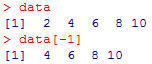 > data
[1]  2  4  6  8 10
> data[-1]
[1]  4  6  8 10